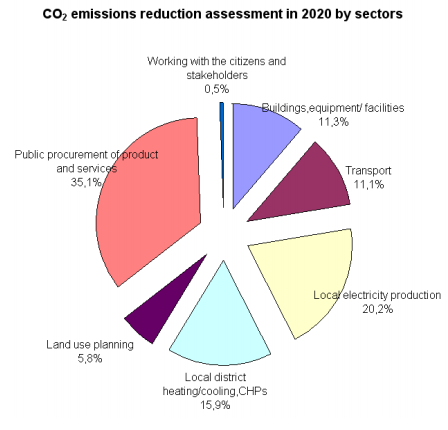 CO₂ emissions reduction assessment in 2020 by sectors
Working with the citizens and
stakeholders
0,5%
Buildings,equipment/ facilities
11,3%
Transport
11,1%
Local electricity production
20,2%
Local district
heating/cooling,CHPs
15,9%
Land use planning
5,8%
Public procurement of product
and services
35,1%